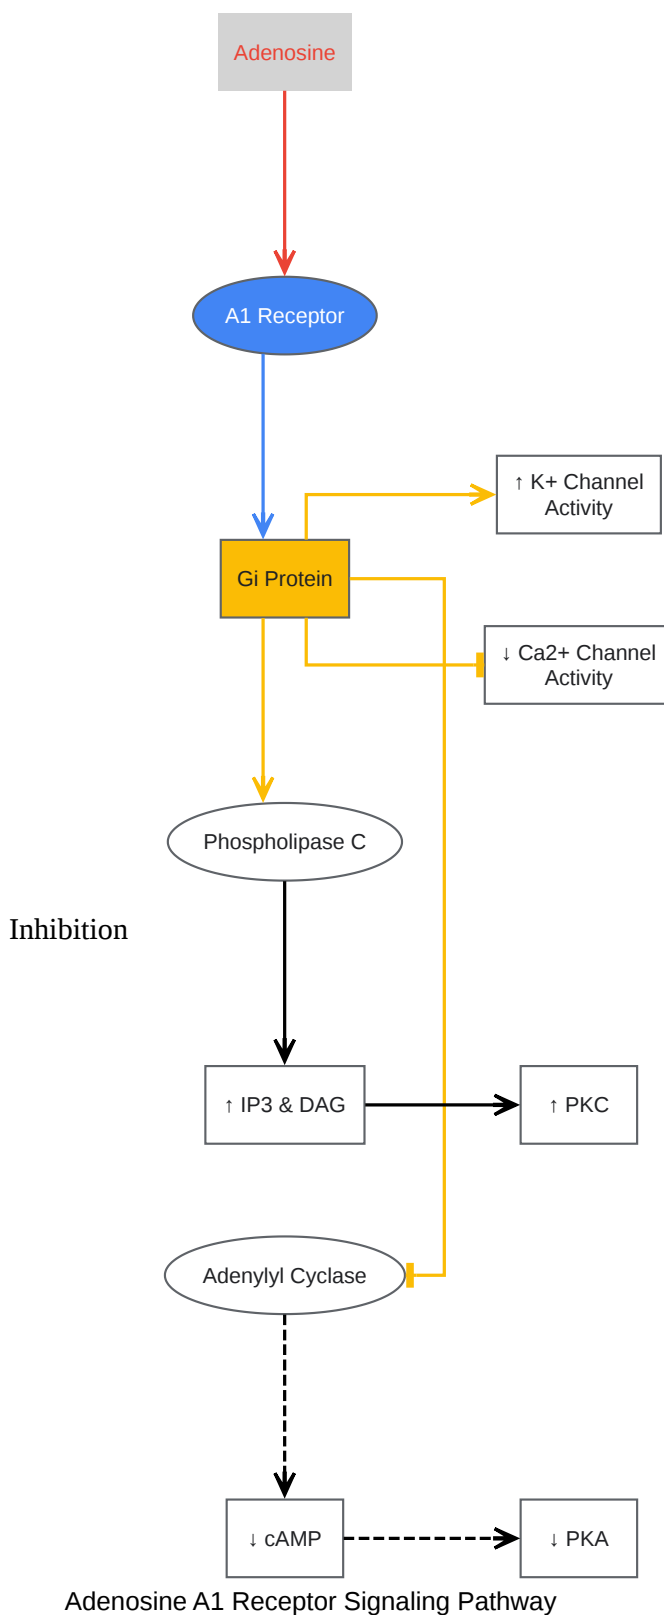 Adenosine
A1 Receptor
↑ K+ Channel
Activity
Gi Protein
↓ Ca2+ Channel
Activity
Phospholipase C
Inhibition
↑ IP3 & DAG
↑ PKC
Adenylyl Cyclase
↓ cAMP
↓ PKA
Adenosine A1 Receptor Signaling Pathway